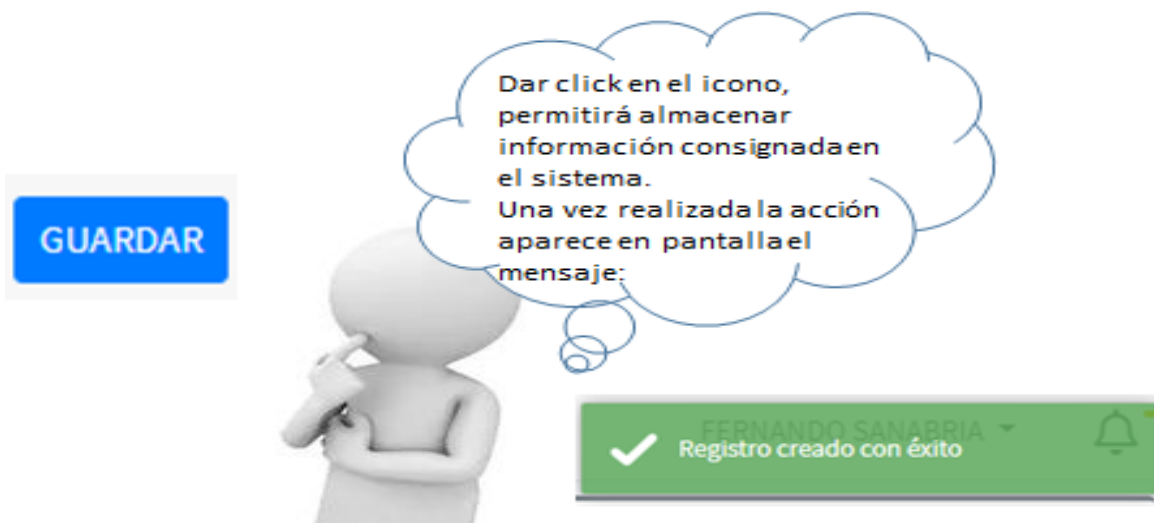 Dar click en el icono,
permitirá almacenar
información consignada en
el sistema.
Una vez realizada la acción
aparece en pantalla el
mensaje:
GUARDAR
FERNANDO SANABRIA
Registro creado con éxito